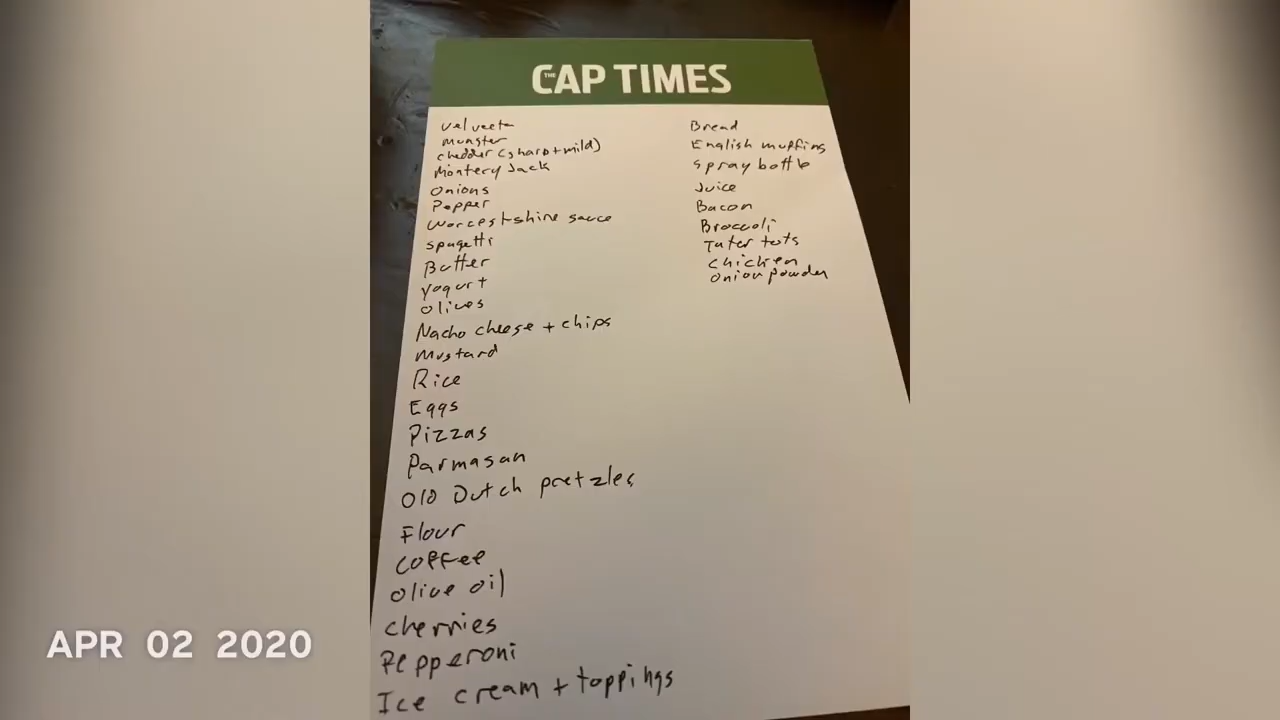 THE CAP TIMES
velveeta
munster
chedder (sharp + mild)
Montery Jack
Onions
Pepper
Worcestshire sauce
spagetti
Butter
yogurt
olives
Nacho cheese + chips
Mustard
Rice
Eggs
Pizzas
Parmasan
Old Dutch pretzles
Flour
Coffee
olive oil
cherries
Pepperoni
Ice cream + toppings
Bread
English muffins
spray bottle
Juice
Bacon
Broccoli
Tater tots
chicken
onion powder
APR 02 2020